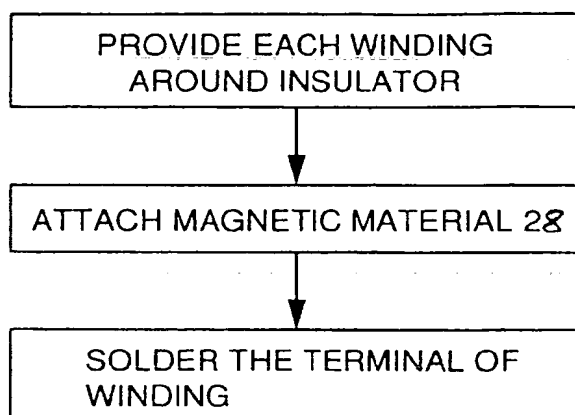 PROVIDE EACH WINDING
AROUND INSULATOR
ATTACH MAGNETIC MATERIAL 28
SOLDER THE TERMINAL OF
WINDING